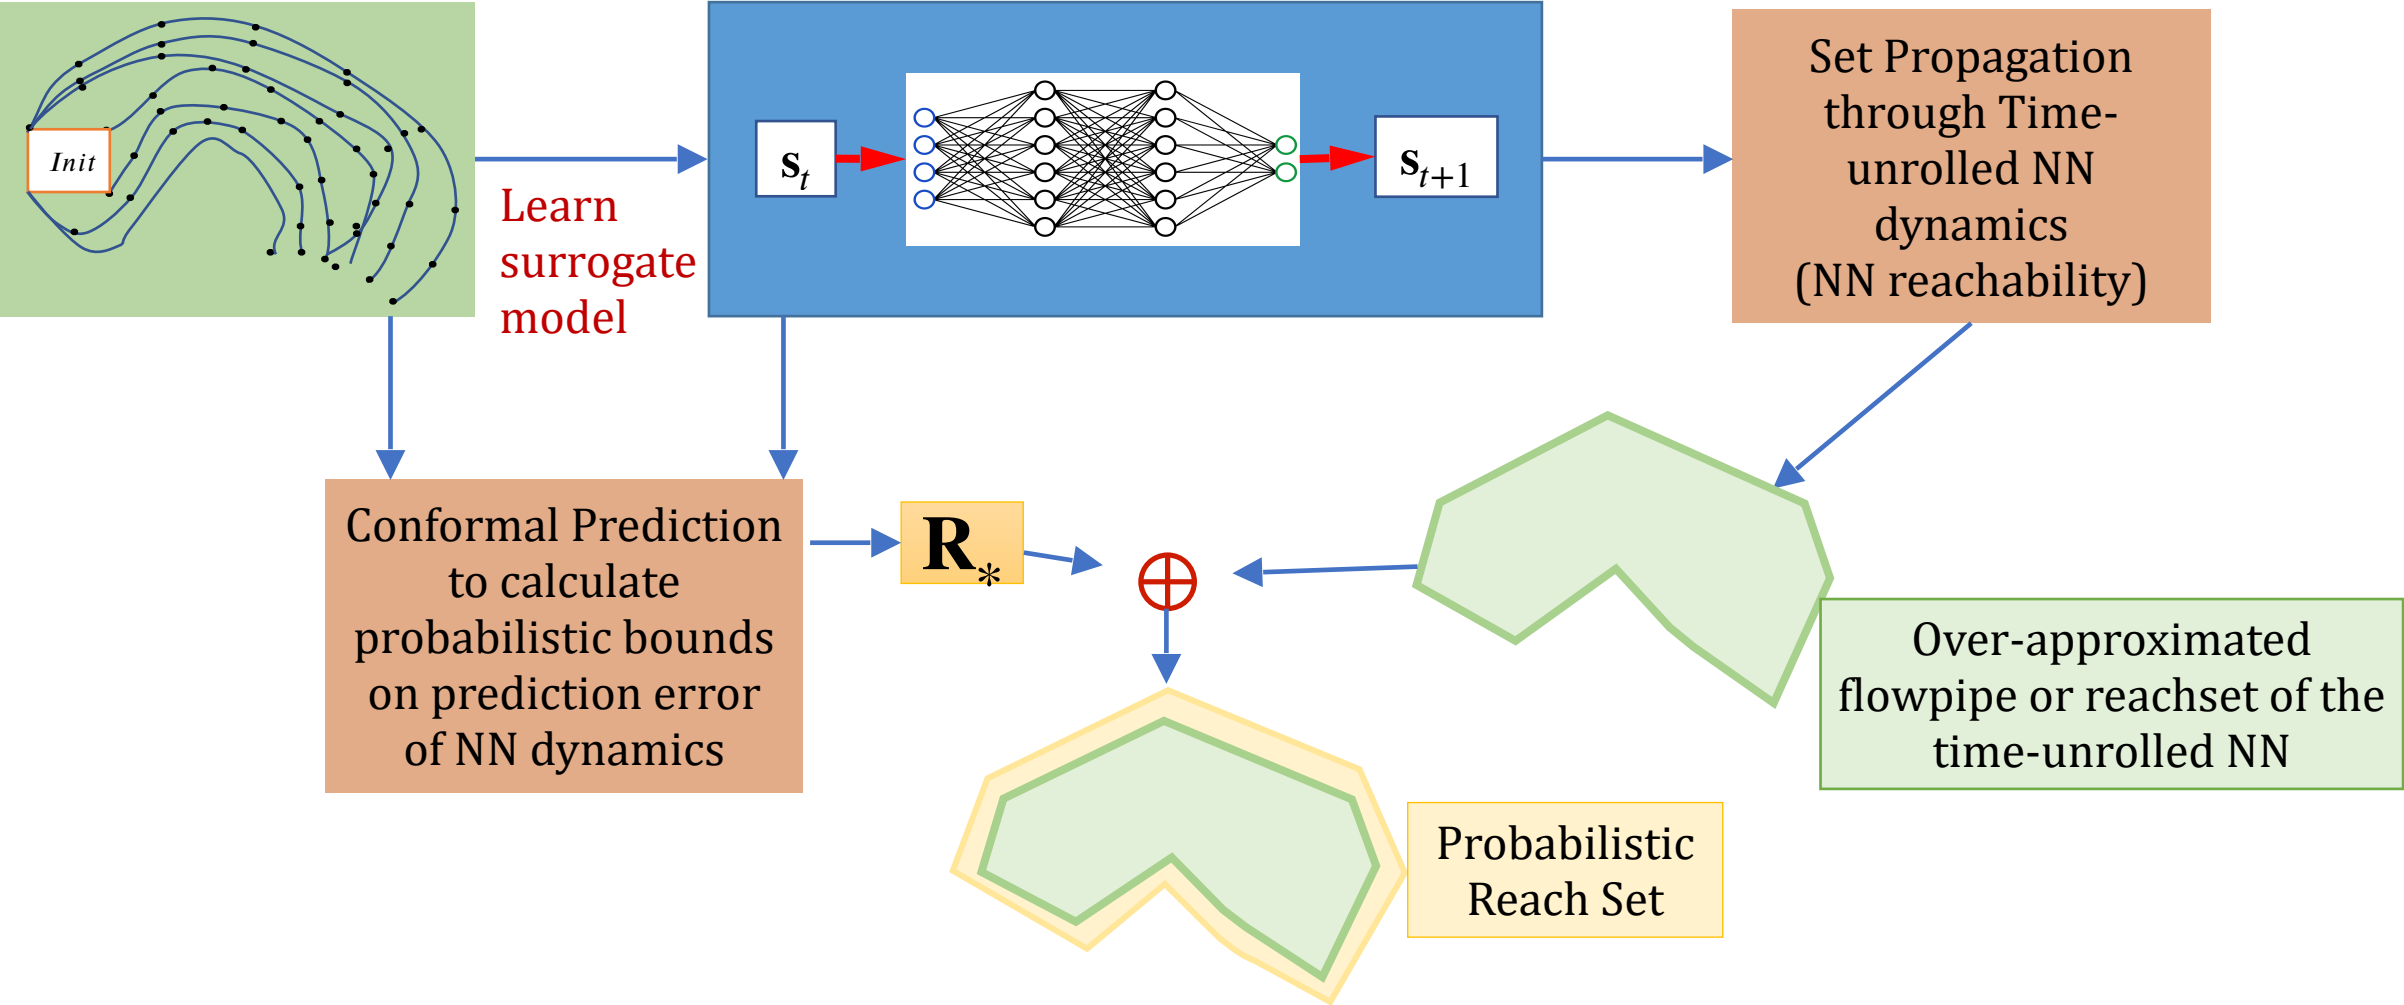 Init
Learn
surrogate
model
s_t
s_{t+1}
Set Propagation
through Time-
unrolled NN
dynamics
(NN reachability)
Conformal Prediction
to calculate
probabilistic bounds
on prediction error
of NN dynamics
R_*
Over-approximated
flowpipe or reachset of the
time-unrolled NN
Probabilistic
Reach Set